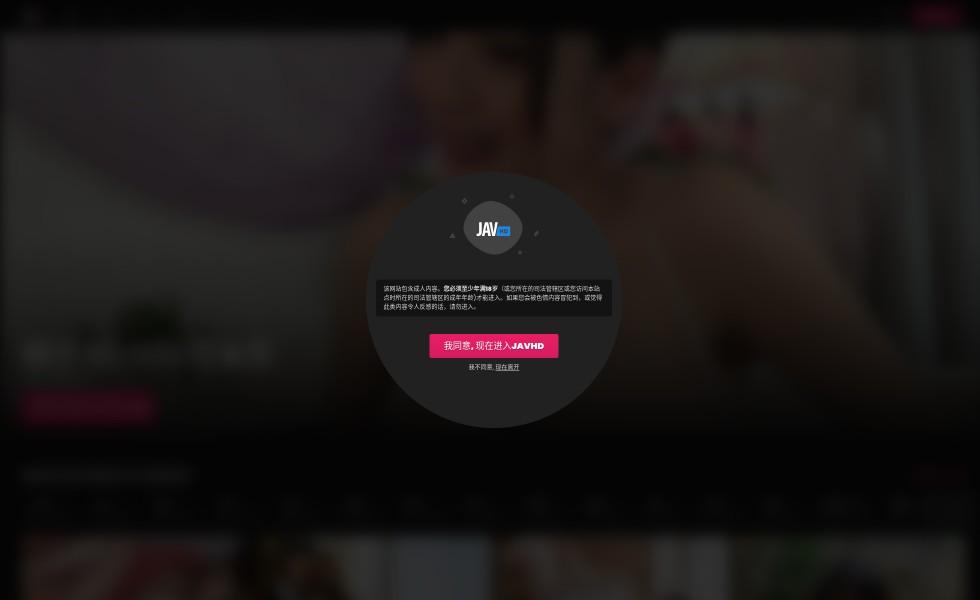 JAV HD
该网站包含成人内容。您必须至少年满18岁（或您所在的司法管辖区或您访问本站
点时所在的司法管辖区的成年年龄)才能进入。如果您会被色情内容冒犯到，或觉得
此类内容令人反感的话，请勿进入。
我同意, 现在进入JAVHD
我不同意, 现在离开